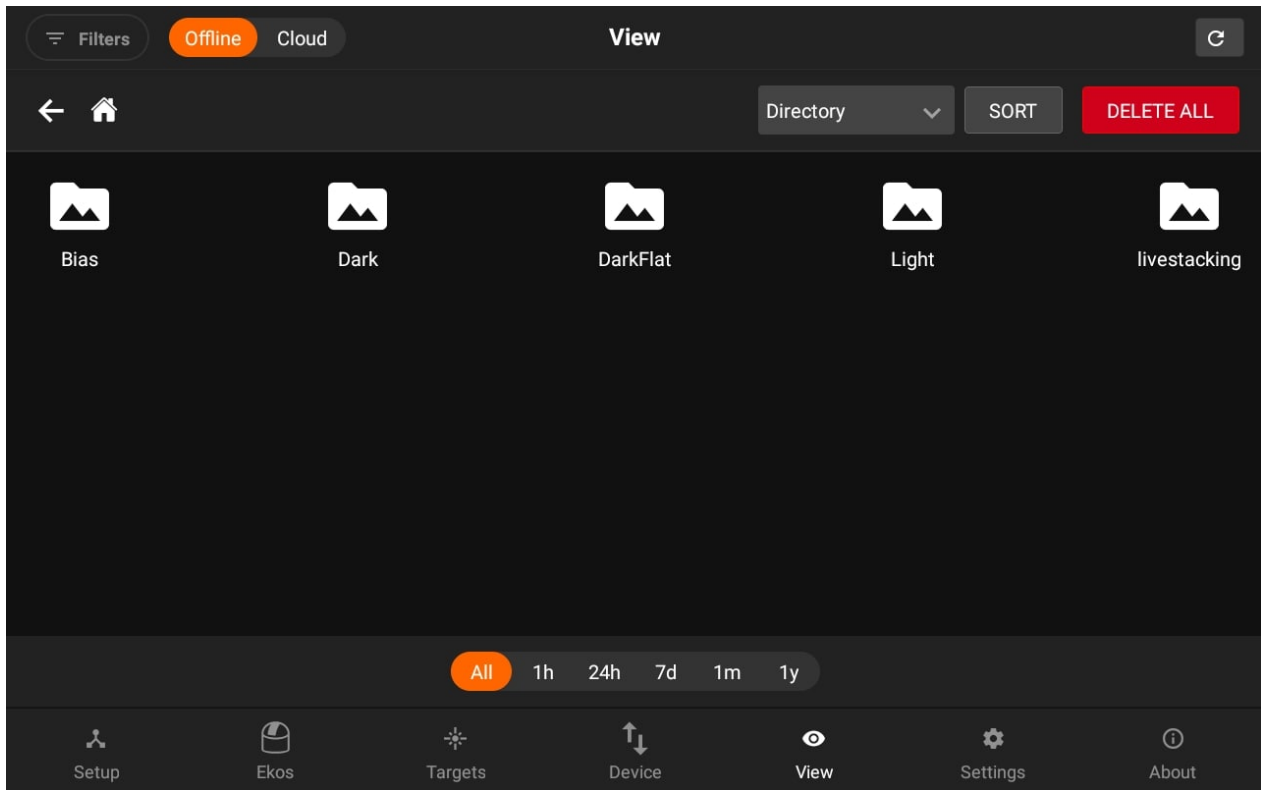 Filters Offline Cloud View
Directory SORT DELETE ALL
Bias Dark DarkFlat Light livestacking
All 1h 24h 7d 1m 1y
Setup Ekos Targets Device View Settings About